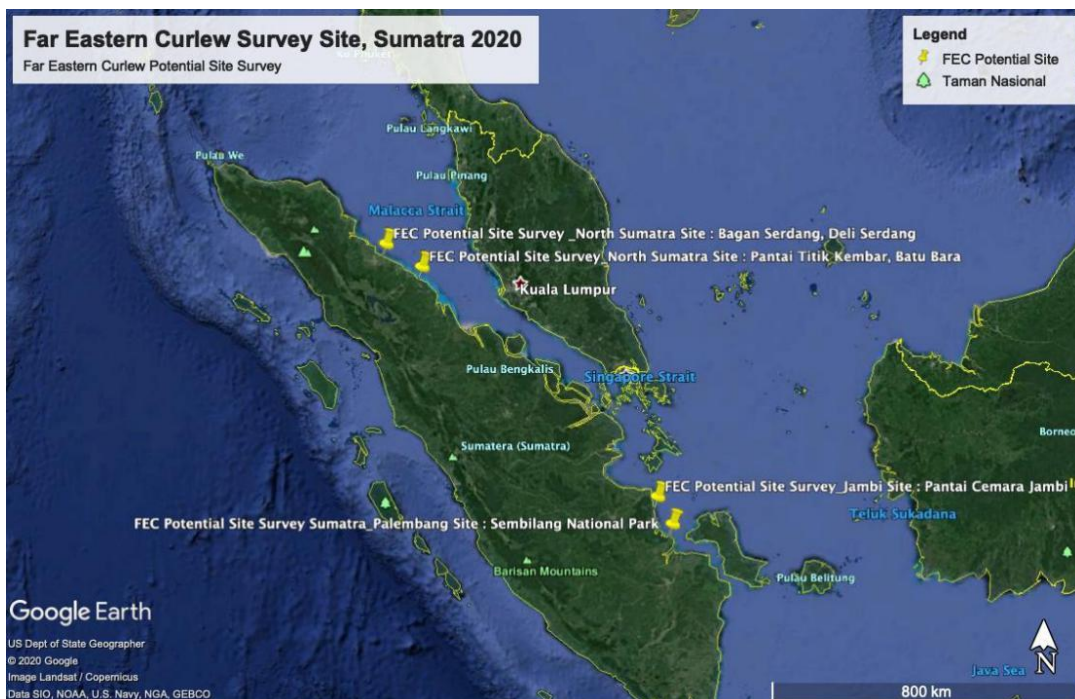 Far Eastern Curlew Survey Site, Sumatra 2020
Far Eastern Curlew Potential Site Survey
Legend
FEC Potential Site
Taman Nasional
Pulau Langkawi
Pulau We
Pulau Pinang
Malacca Strait
FEC Potential Site Survey _North Sumatra Site : Bagan Serdang, Deli Serdang
FEC Potential Site Survey_North Sumatra Site : Pantai Titik Kembar, Batu Bara
Kuala Lumpur
Pulau Bengkalis
Singapore Strait
Borneo
Sumatera (Sumatra)
FEC Potential Site Survey_Jambi Site : Pantai Cemara Jambi
Teluk Sukadana
FEC Potential Site Survey Sumatra_Palembang Site : Sembilang National Park
Barisan Mountains
Pulau Belitung
Google Earth
US Dept of State Geographer
© 2020 Google
Image Landsat / Copernicus
Data SIO, NOAA, U.S. Navy, NGA, GEBCO
Java Sea
N
800 km